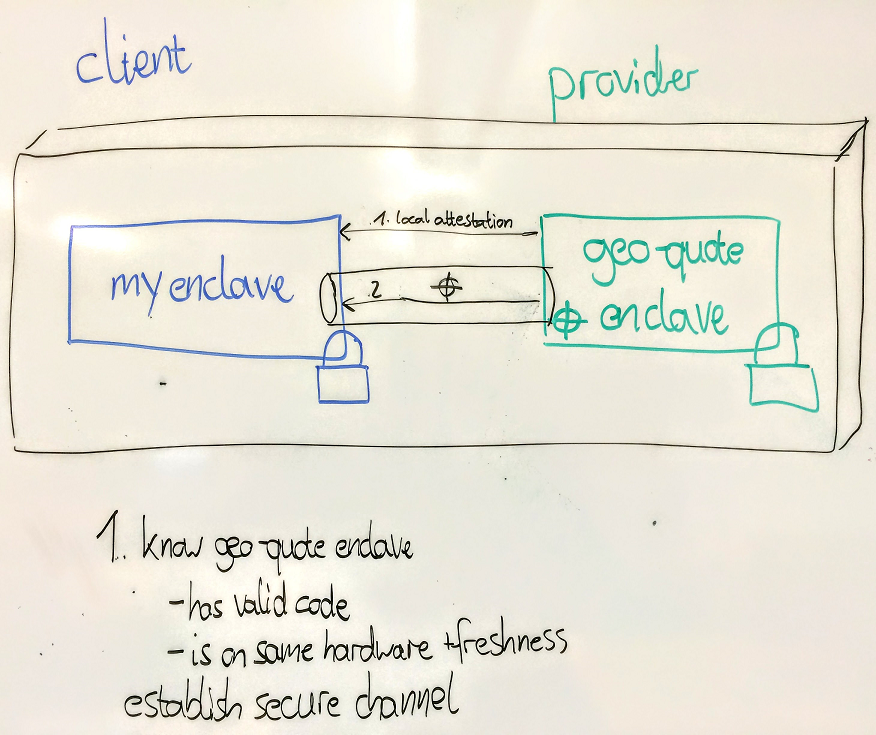 client
provider
1. local attestation
my enclave
2
geo-quote
enclave
1. know geo-quote enclave
-has valid code
-is on same hardware +freshness
establish secure channel